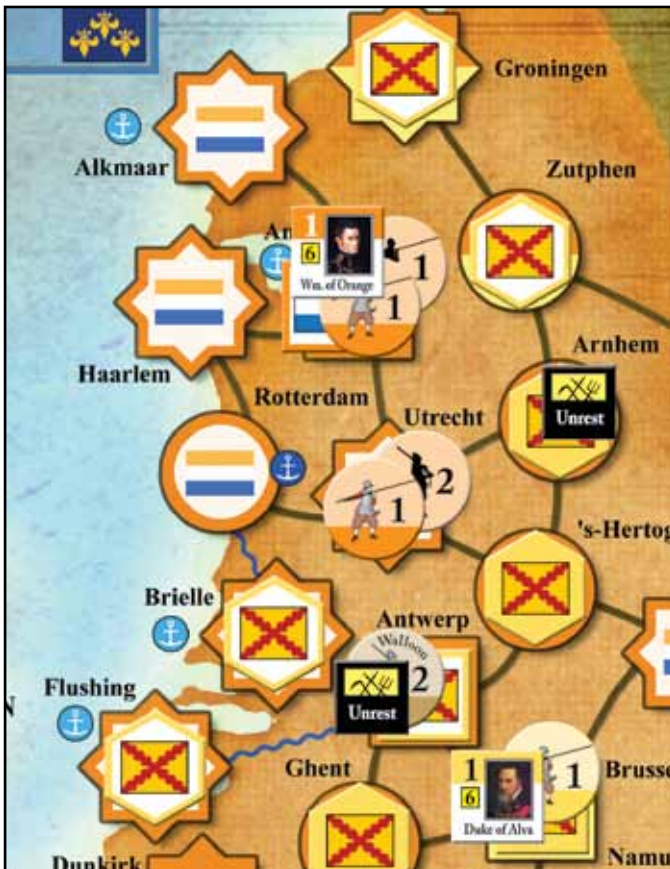 Groningen
Alkmaar
Zutphen
1
6
Wm. of Orange
1
1
Haarlem
Arnhem
Unrest
Rotterdam
Utrecht
2
1
's-Hertog
Brielle
Antwerp
Walloon
2
Unrest
Flushing
N
Ghent
1
6
Duke of Alva
1
Brusse
Namu
Dunkirk